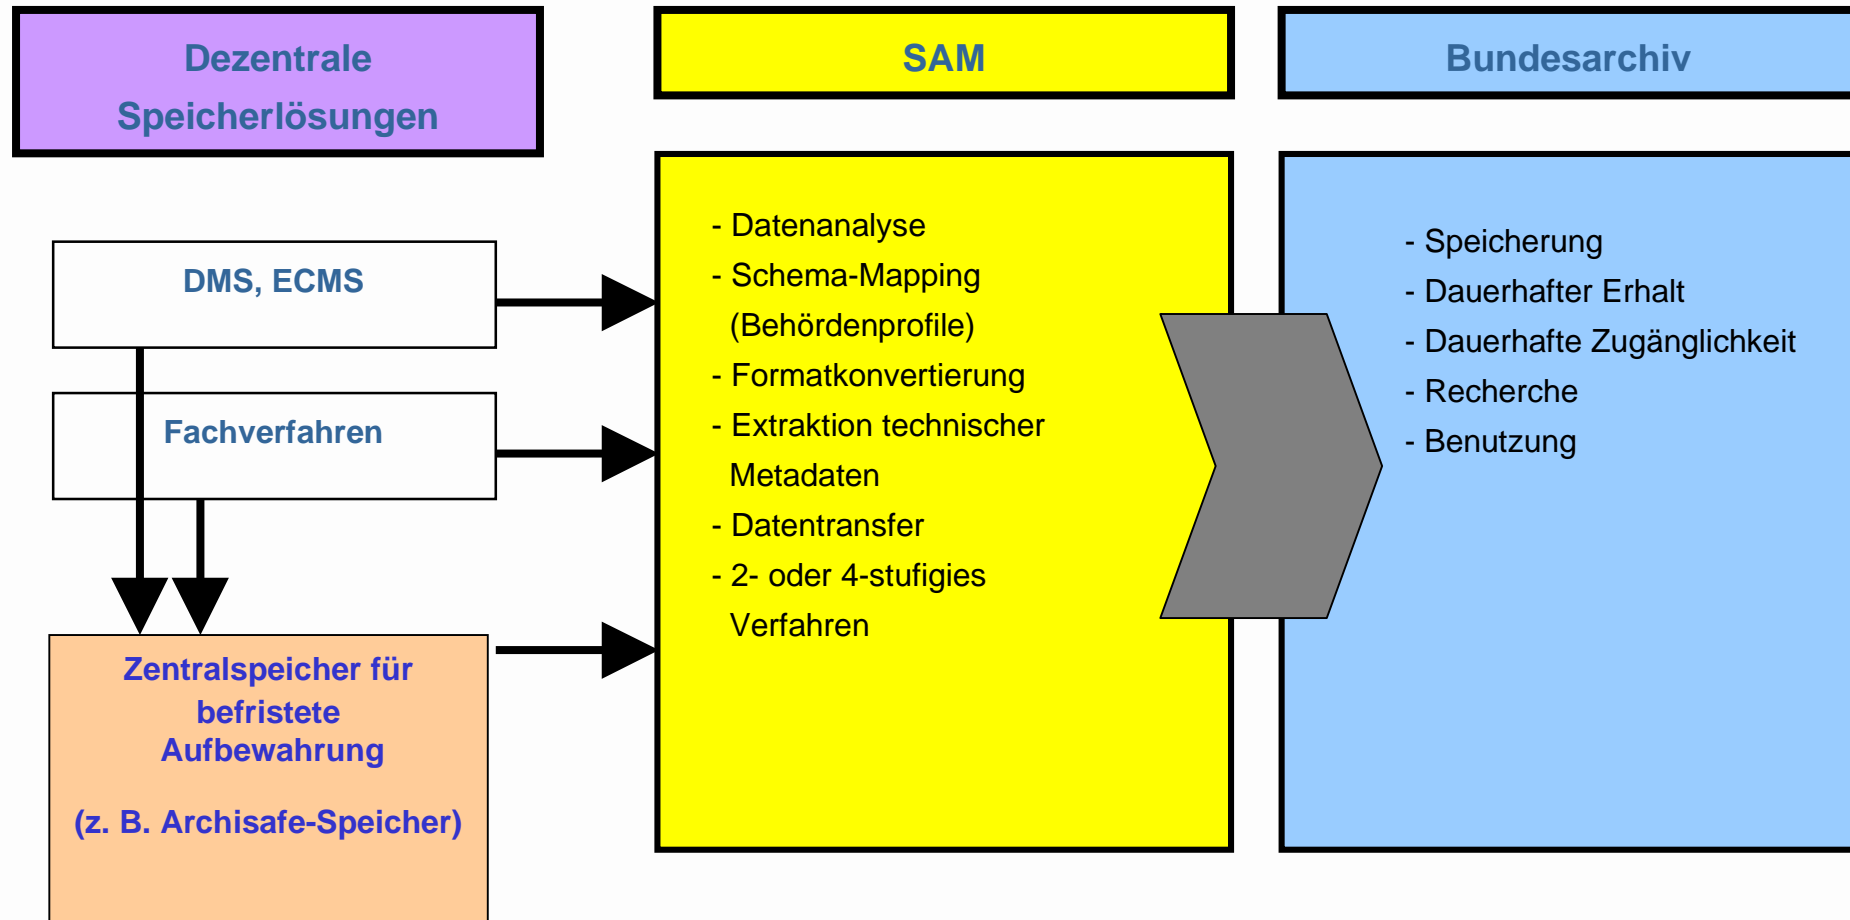 Dezentrale
Speicherlösungen
SAM
Bundesarchiv
DMS, ECMS
Fachverfahren
Zentralspeicher für
befristete
Aufbewahrung
(z. B. Archisafe-Speicher)
- Datenanalyse
- Schema-Mapping
(Behördenprofile)
- Formatkonvertierung
- Extraktion technischer
Metadaten
- Datentransfer
- 2- oder 4-stufigies
Verfahren
- Speicherung
- Dauerhafter Erhalt
- Dauerhafte Zugänglichkeit
- Recherche
- Benutzung